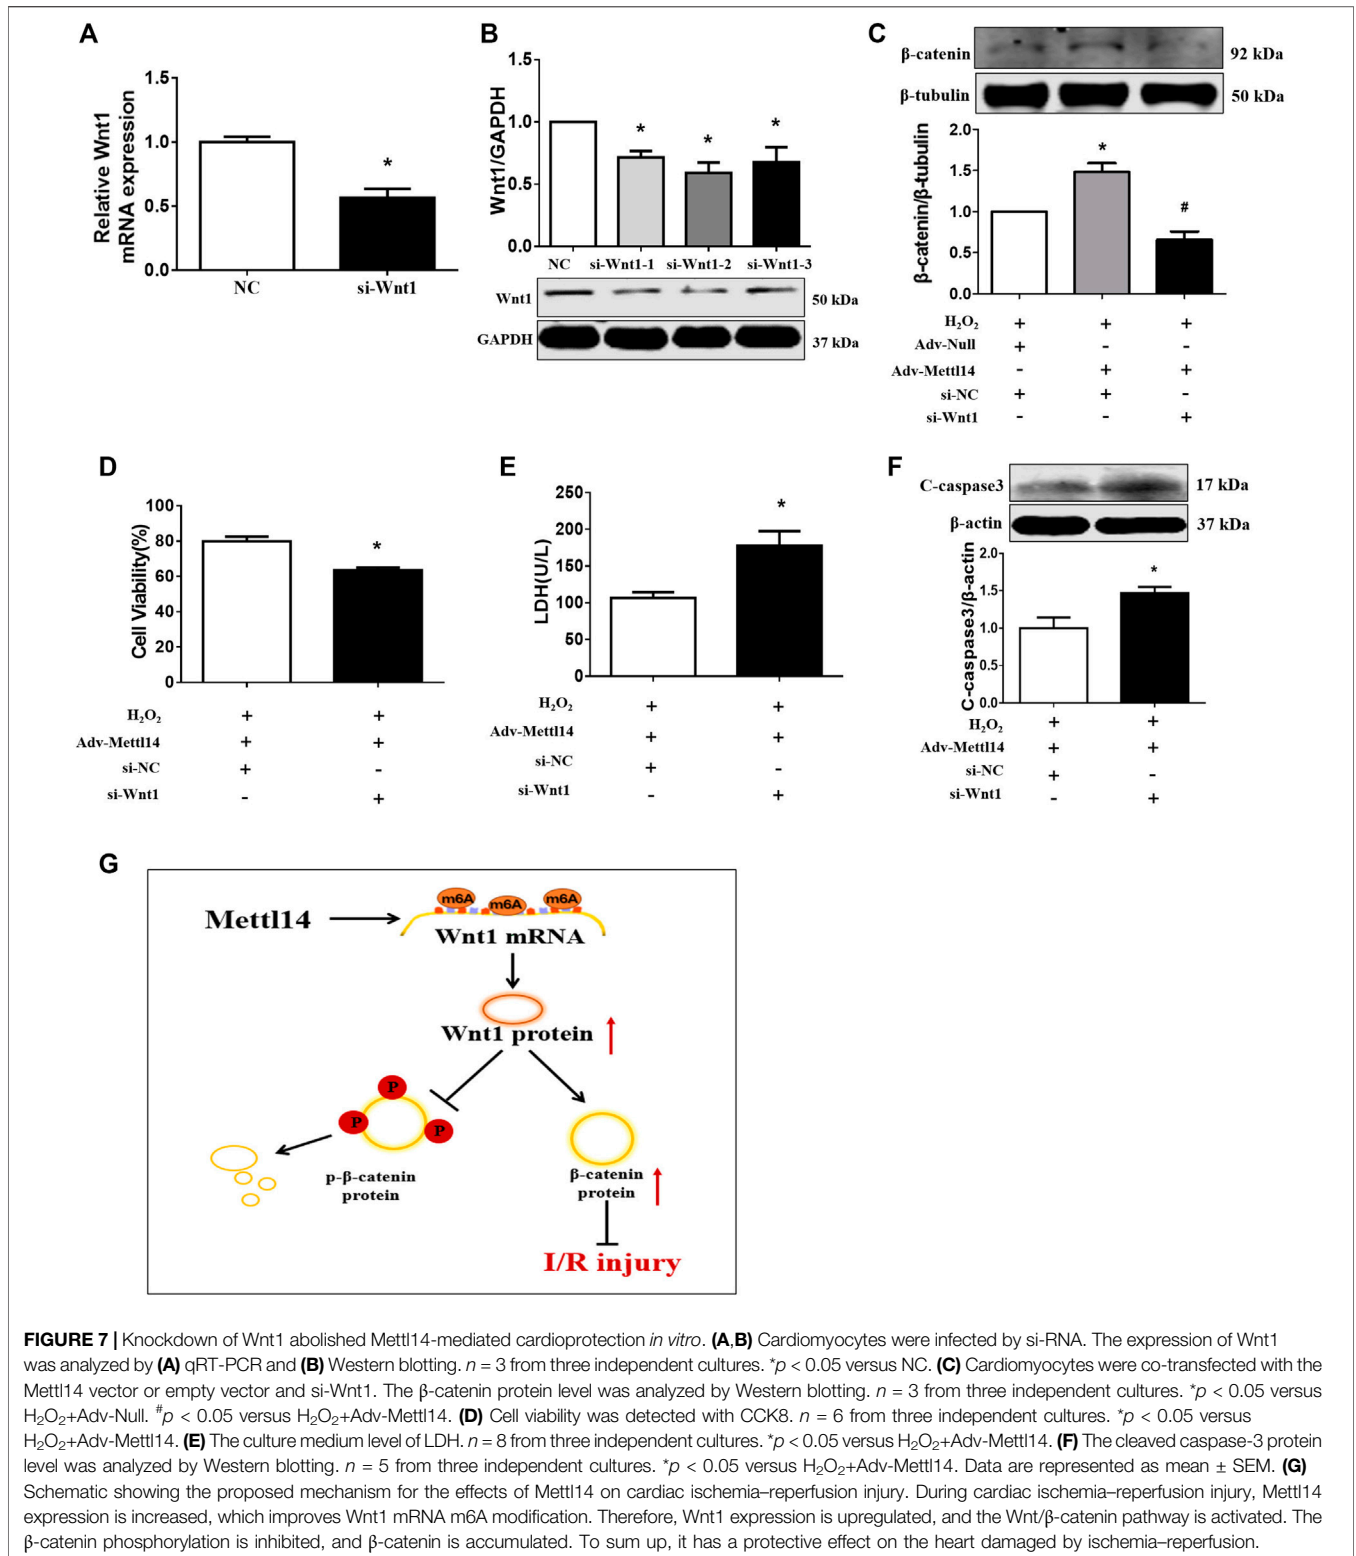 A
Relative Wnt1
mRNA expression
1.5
1.0
0.5
0.0
*
NC
si-Wnt1
B
Wnt1/GAPDH
1.5
1.0
0.5
0.0
* * *
NC si-Wnt1-1 si-Wnt1-2 si-Wnt1-3
Wnt1 50 kDa
GAPDH 37 kDa
C
β-catenin 92 kDa
β-tubulin 50 kDa
β-catenin/β-tubulin
2.0
1.5
1.0
0.5
0.0
*
#
H₂O₂ + + +
Adv-Null + - -
Adv-Mettl14 - + +
si-NC + + -
si-Wnt1 - - +
D
Cell Viability(%)
100
80
60
40
20
0
*
H₂O₂ + +
Adv-Mettl14 + +
si-NC + -
si-Wnt1 - +
E
LDH(U/L)
250
200
150
100
50
0
*
H₂O₂ + +
Adv-Mettl14 + +
si-NC + -
si-Wnt1 - +
F
C-caspase3 17 kDa
β-actin 37 kDa
C-caspase3/β-actin
2.0
1.5
1.0
0.5
0.0
*
H₂O₂ + +
Adv-Mettl14 + +
si-NC + -
si-Wnt1 - +
G
m6A m6A m6A
Mettl14
Wnt1 mRNA
Wnt1 protein
P
P
P
p-β-catenin
protein
β-catenin
protein
I/R injury
FIGURE 7 | Knockdown of Wnt1 abolished Mettl14-mediated cardioprotection in vitro. (A,B) Cardiomyocytes were infected by si-RNA. The expression of Wnt1
was analyzed by (A) qRT-PCR and (B) Western blotting. n = 3 from three independent cultures. *p < 0.05 versus NC. (C) Cardiomyocytes were co-transfected with the
Mettl14 vector or empty vector and si-Wnt1. The β-catenin protein level was analyzed by Western blotting. n = 3 from three independent cultures. *p < 0.05 versus
H₂O₂+Adv-Null. #p < 0.05 versus H₂O₂+Adv-Mettl14. (D) Cell viability was detected with CCK8. n = 6 from three independent cultures. *p < 0.05 versus
H₂O₂+Adv-Mettl14. (E) The culture medium level of LDH. n = 8 from three independent cultures. *p < 0.05 versus H₂O₂+Adv-Mettl14. (F) The cleaved caspase-3 protein
level was analyzed by Western blotting. n = 5 from three independent cultures. *p < 0.05 versus H₂O₂+Adv-Mettl14. Data are represented as mean ± SEM. (G)
Schematic showing the proposed mechanism for the effects of Mettl14 on cardiac ischemia–reperfusion injury. During cardiac ischemia–reperfusion injury, Mettl14
expression is increased, which improves Wnt1 mRNA m6A modification. Therefore, Wnt1 expression is upregulated, and the Wnt/β-catenin pathway is activated. The
β-catenin phosphorylation is inhibited, and β-catenin is accumulated. To sum up, it has a protective effect on the heart damaged by ischemia–reperfusion.